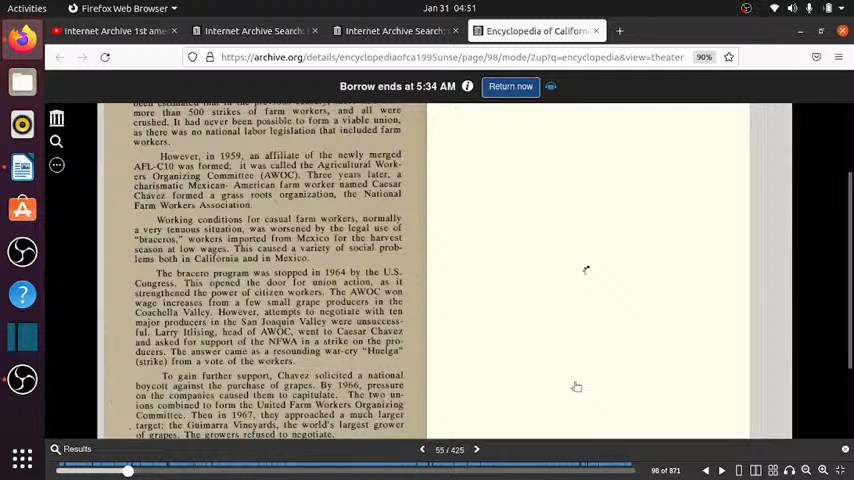 Activities
Firefox Web Browser
Jan 31 04:51
Internet Archive 1st ame
Internet Archive Search:
Internet Archive Search:
Encyclopedia of Californi
https://archive.org/details/encyclopediaofca1995unse/page/98/mode/2up?q=encyclopedia&view=theater
90%
Borrow ends at 5:34 AM
Return now
more than 500 strikes of farm workers, and all were
crushed. It had never been possible to form a viable union,
as there was no national labor legislation that included farm
workers.
However, in 1959, an affiliate of the newly merged
AFL-C10 was formed; it was called the Agricultural Work-
ers Organizing Committee (AWOC). Three years later, a
charismatic Mexican- American farm worker named Caesar
Chavez formed a grass roots organization, the National
Farm Workers Association.
Working conditions for casual farm workers, normally
a very tenuous situation, was worsened by the legal use of
"braceros," workers imported from Mexico for the harvest
season at low wages. This caused a variety of social prob-
lems both in California and in Mexico.
The bracero program was stopped in 1964 by the U.S.
Congress. This opened the door for union action, as it
strengthened the power of citizen workers. The AWOC won
wage increases from a few small grape producers in the
Coachella Valley. However, attempts to negotiate with ten
major producers in the San Joaquin Valley were unsuccess-
ful. Larry Itlising, head of AWOC, went to Caesar Chavez
and asked for support of the NFWA in a strike on the pro-
ducers. The answer came as a resounding war-cry "Huelga"
(strike) from a vote of the workers.
To gain further support, Chavez solicited a national
boycott against the purchase of grapes. By 1966, pressure
on the companies caused them to capitulate. The two un-
ions combined to form the United Farm Workers Organizing
Committee. Then in 1967, they approached a much larger
target: the Guimarra Vineyards, the world's largest grower
of grapes. The growers refused to negotiate.
Results
55 / 425
98 of 871